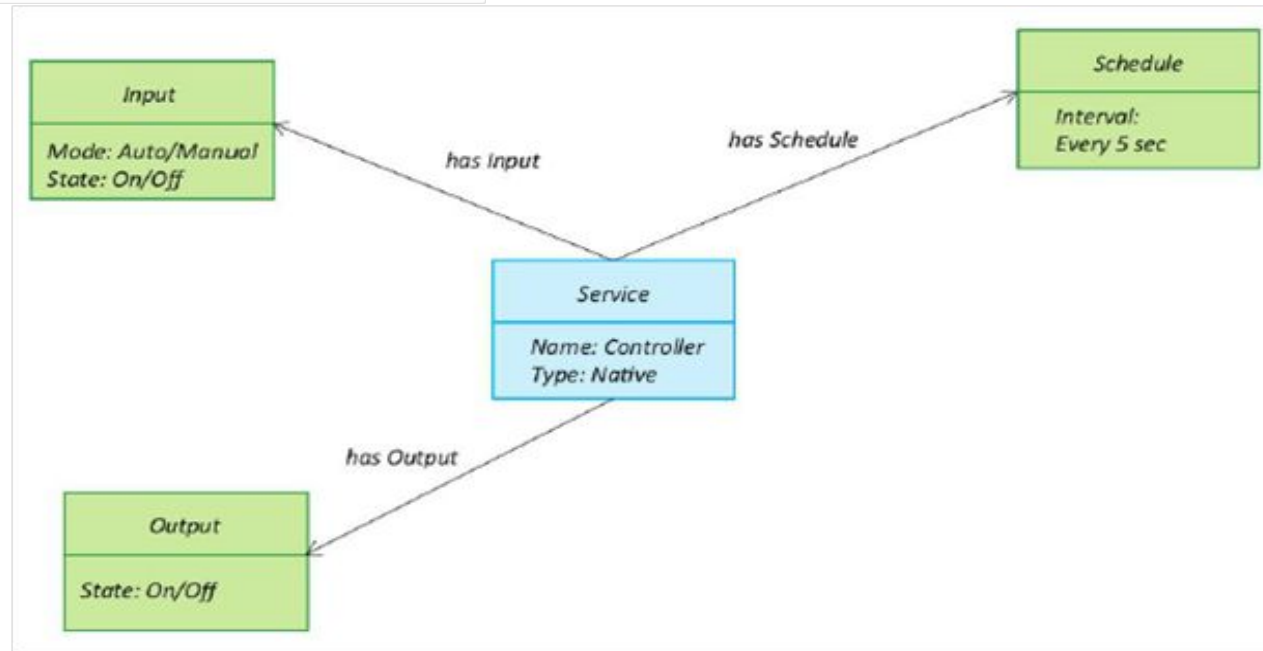 Input
Mode: Auto/Manual
State: On/Off
has Input
has Schedule
Schedule
Interval:
Every 5 sec
Service
Name: Controller
Type: Native
has Output
Output
State: On/Off